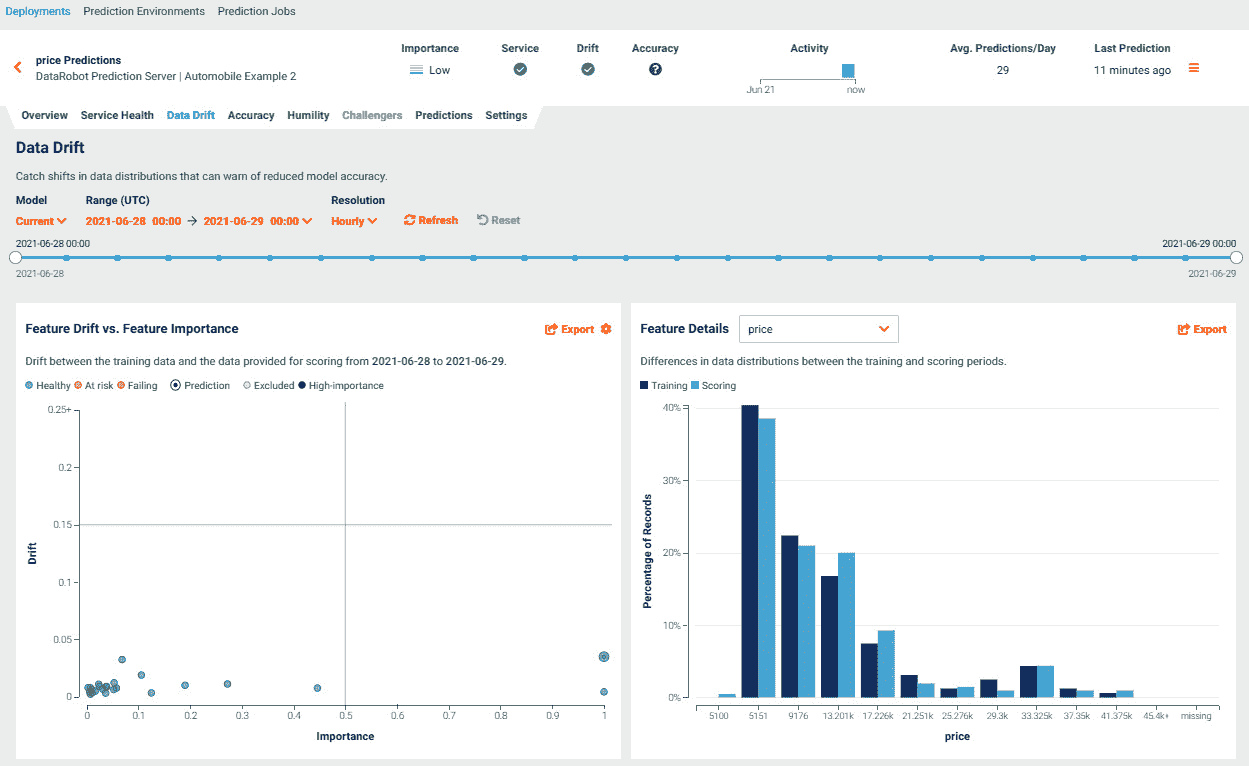 Deployments Prediction Environments Prediction Jobs
price Predictions
DataRobot Prediction Server | Automobile Example 2
Importance Service Drift Accuracy Activity Avg. Predictions/Day Last Prediction
Low 29 11 minutes ago
Jun 21 now
Overview Service Health Data Drift Accuracy Humility Challengers Predictions Settings
Data Drift
Catch shifts in data distributions that can warn of reduced model accuracy.
Model Range (UTC) Resolution
Current 2021-06-28 00:00 → 2021-06-29 00:00 Hourly Refresh Reset
2021-06-28 00:00 2021-06-29 00:00
2021-06-28 2021-06-29
Feature Drift vs. Feature Importance Export
Drift between the training data and the data provided for scoring from 2021-06-28 to 2021-06-29.
Healthy At risk Failing Prediction Excluded High-importance
0.25+
0.2
0.15
0.1
0.05
0
Drift
0 0.1 0.2 0.3 0.4 0.5 0.6 0.7 0.8 0.9 1
Importance
Feature Details price Export
Differences in data distributions between the training and scoring periods.
Training Scoring
40%
30%
20%
10%
0%
Percentage of Records
5100 5151 9176 13.201k 17.226k 21.251k 25.276k 29.3k 33.325k 37.35k 41.375k 45.4k+ missing
price